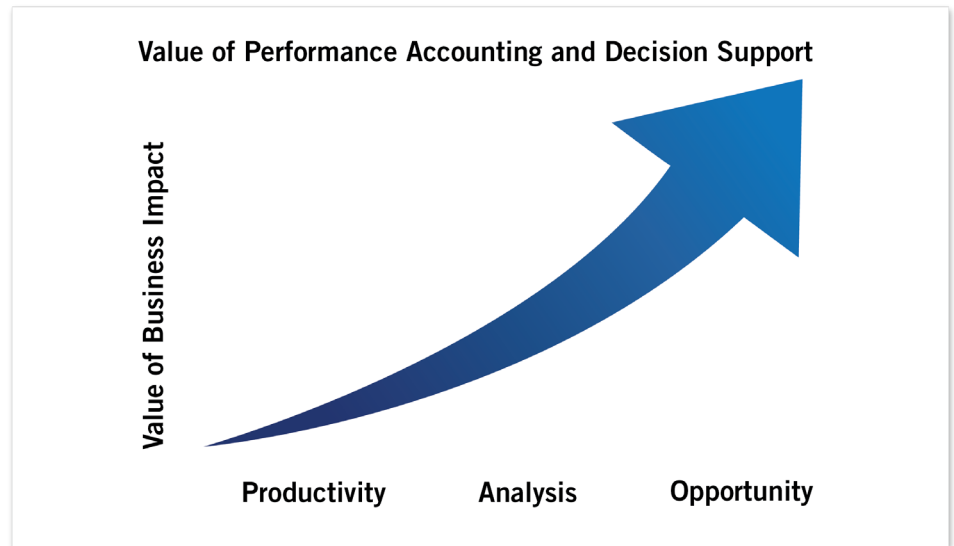 Value of Performance Accounting and Decision Support
Value of Business Impact
Productivity
Analysis
Opportunity